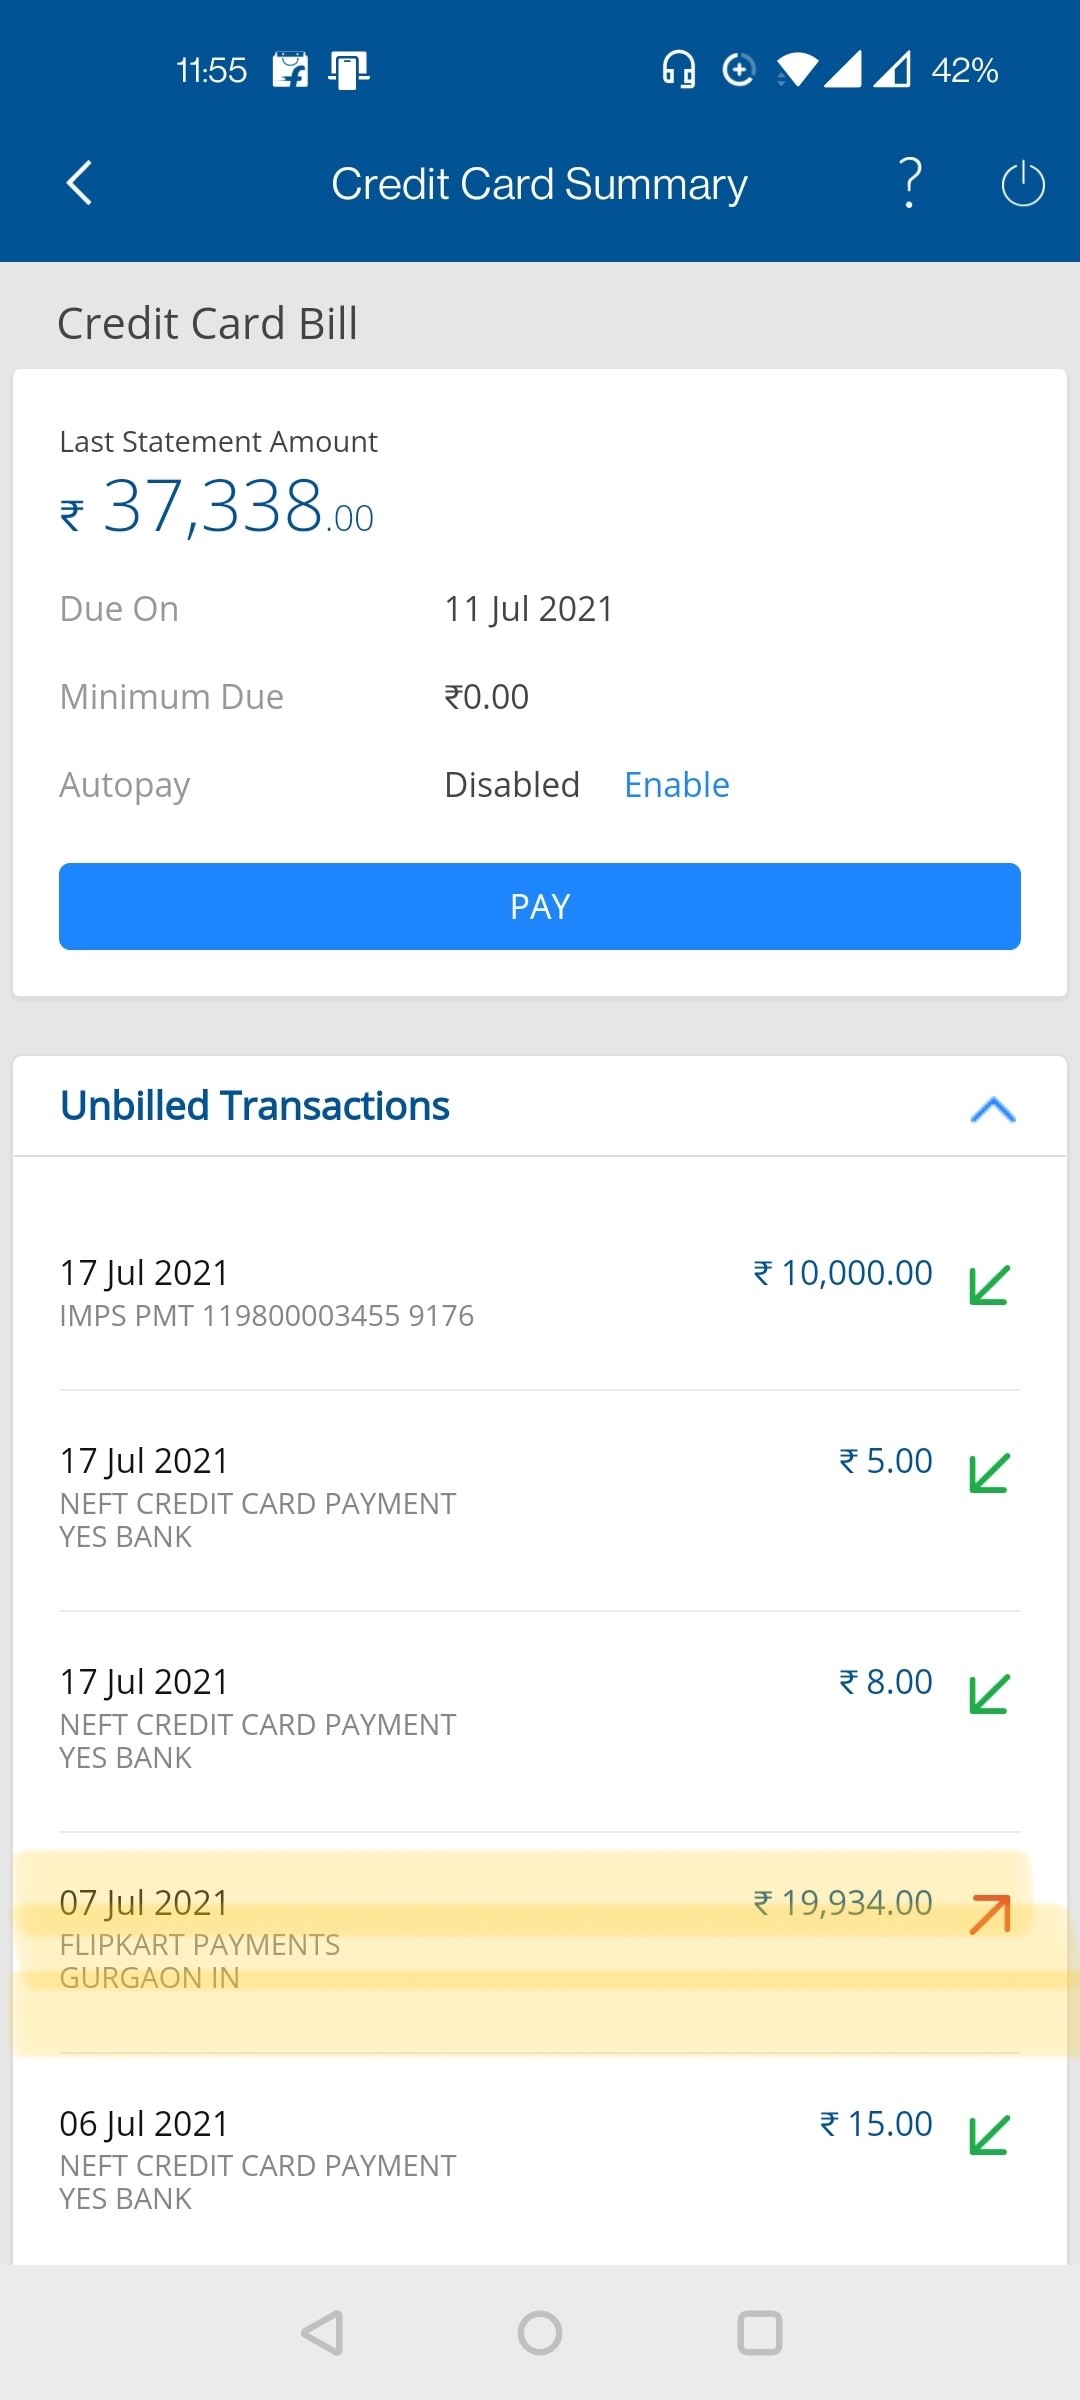 11:55 42%
Credit Card Summary ?
Credit Card Bill
Last Statement Amount
₹ 37,338.00
Due On 11 Jul 2021
Minimum Due ₹0.00
Autopay Disabled Enable
PAY
Unbilled Transactions
17 Jul 2021 ₹ 10,000.00
IMPS PMT 119800003455 9176
17 Jul 2021 ₹ 5.00
NEFT CREDIT CARD PAYMENT
YES BANK
17 Jul 2021 ₹ 8.00
NEFT CREDIT CARD PAYMENT
YES BANK
07 Jul 2021 ₹ 19,934.00
FLIPKART PAYMENTS
GURGAON IN
06 Jul 2021 ₹ 15.00
NEFT CREDIT CARD PAYMENT
YES BANK